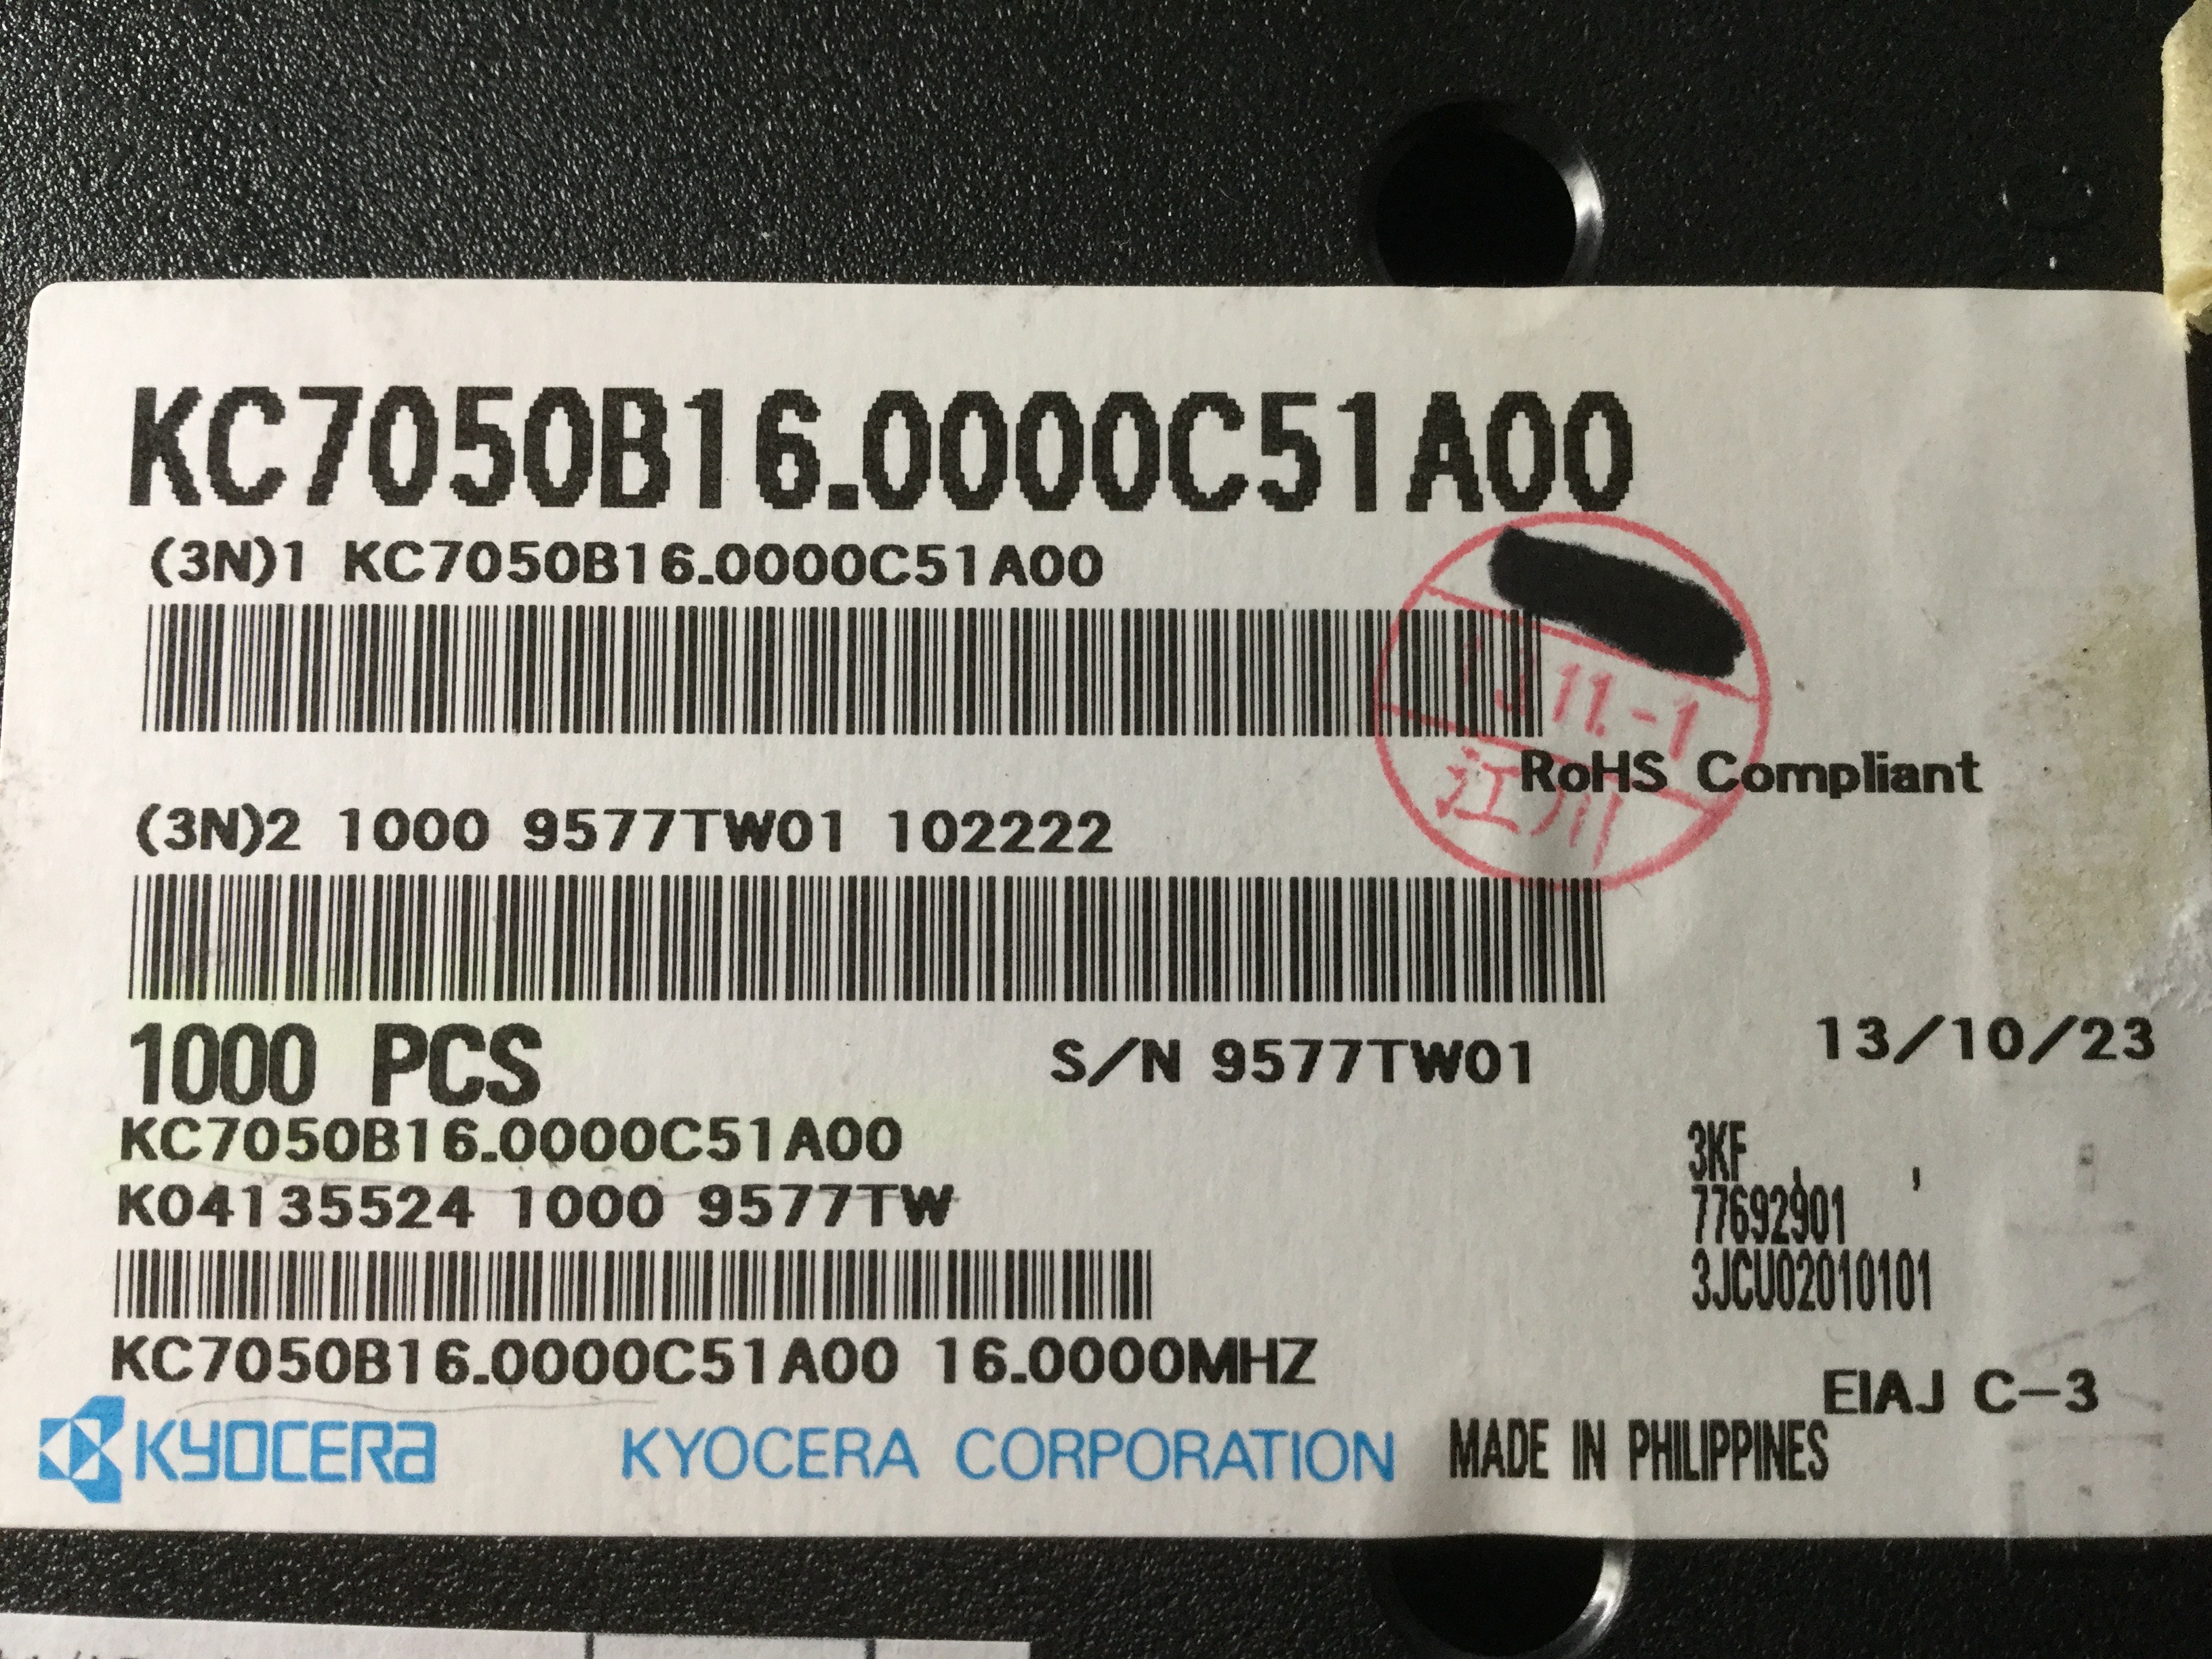 KC7050B16.0000C51A00
(3N)1 KC7050B16.0000C51A00
11.-1
江川
RoHS Compliant
(3N)2 1000 9577TW01 102222
1000 PCS
S/N 9577TW01
13/10/23
KC7050B16.0000C51A00
3KF , ,
K04135524 1000 9577TW
77692901
3JCU02010101
KC7050B16.0000C51A00 16.0000MHZ
EIAJ C-3
KYOCERA
KYOCERA CORPORATION
MADE IN PHILIPPINES